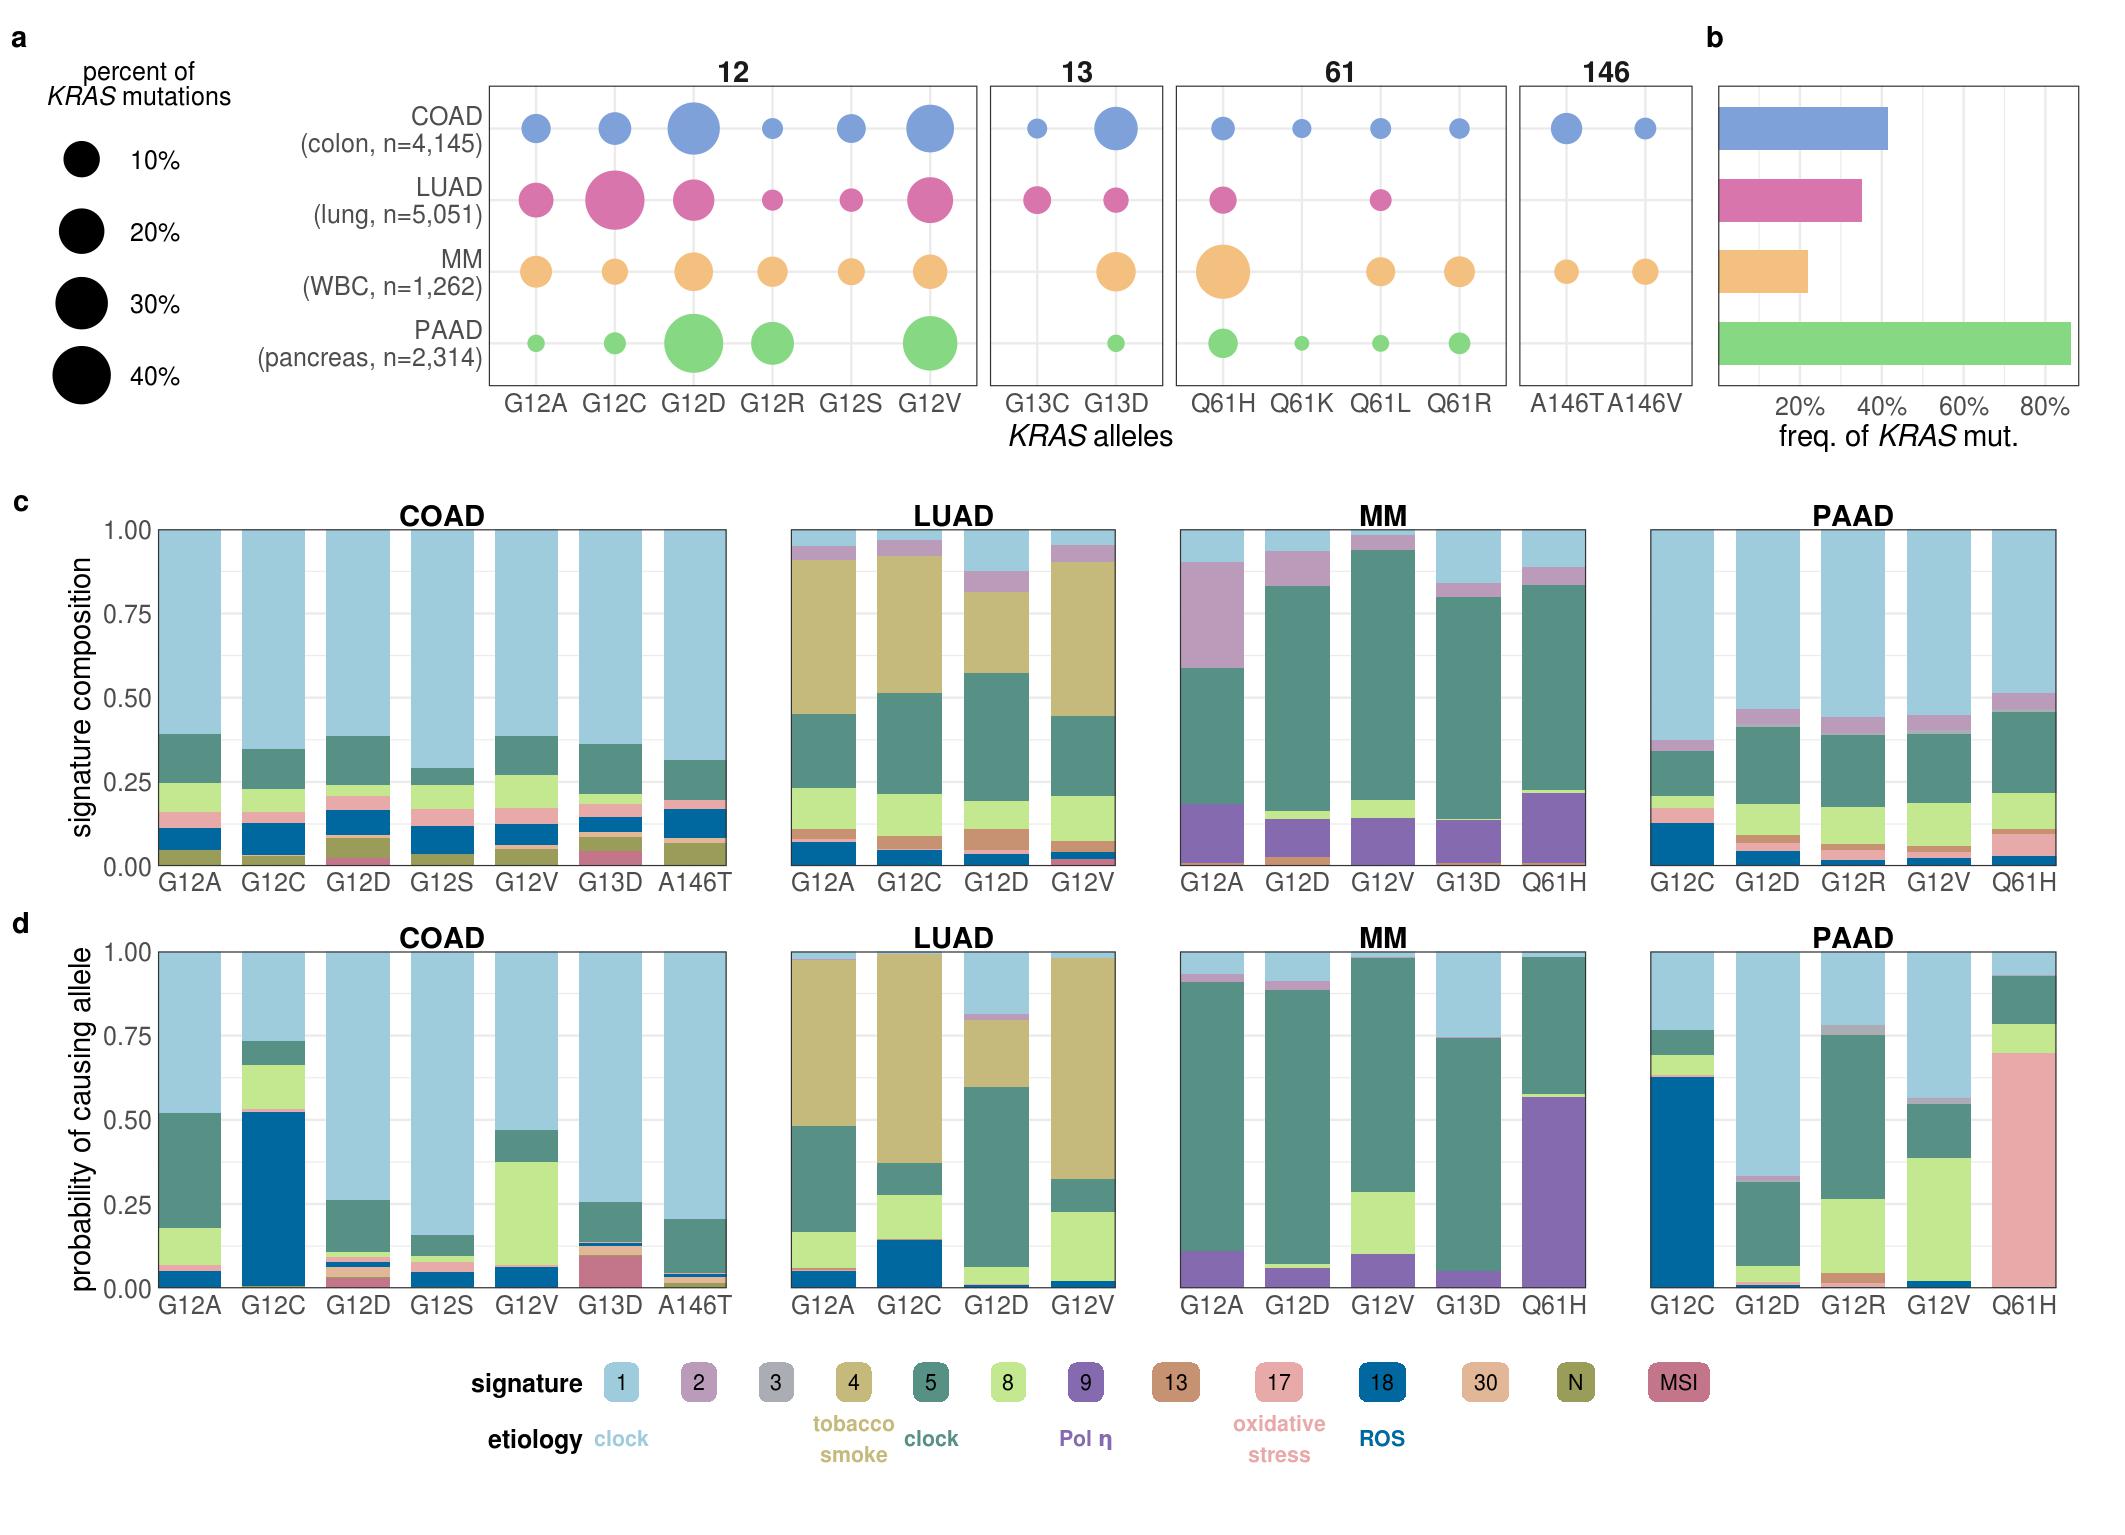 a
b
percent of
KRAS mutations
10%
20%
30%
40%
12
13
61
146
COAD
(colon, n=4,145)
LUAD
(lung, n=5,051)
MM
(WBC, n=1,262)
PAAD
(pancreas, n=2,314)
G12A G12C G12D G12R G12S G12V
G13C G13D
Q61H Q61K Q61L Q61R
A146T A146V
KRAS alleles
20% 40% 60% 80%
freq. of KRAS mut.
c
COAD
LUAD
MM
PAAD
signature composition
1.00
0.75
0.50
0.25
0.00
G12A G12C G12D G12S G12V G13D A146T
G12A G12C G12D G12V
G12A G12D G12V G13D Q61H
G12C G12D G12R G12V Q61H
d
COAD
LUAD
MM
PAAD
probability of causing allele
1.00
0.75
0.50
0.25
0.00
G12A G12C G12D G12S G12V G13D A146T
G12A G12C G12D G12V
G12A G12D G12V G13D Q61H
G12C G12D G12R G12V Q61H
signature 1 2 3 4 5 8 9 13 17 18 30 N MSI
etiology clock
tobacco
smoke
clock
Pol η
oxidative
stress
ROS